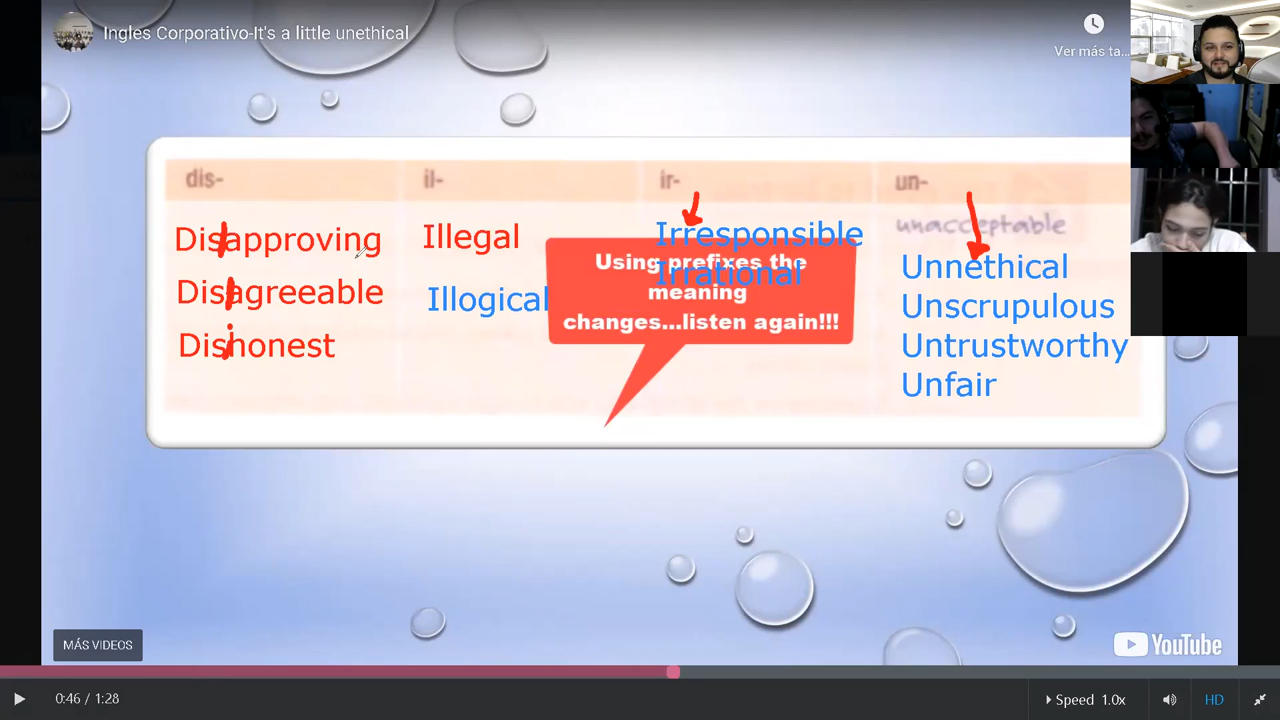 Ingles Corporativo-It's a little unethical
Ver más ta...
dis-
il-
ir-
un-
unacceptable
Disapproving
Disagreeable
Dishonest
Illegal
Illogical
Irresponsible
Irrational
Unnethical
Unscrupulous
Untrustworthy
Unfair
Using prefixes the
meaning
changes...listen again!!!
MÁS VIDEOS
YouTube
0:46 / 1:28
Speed 1.0x
HD